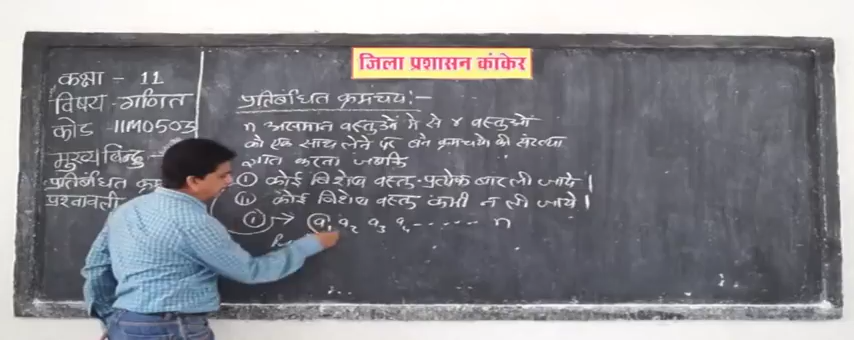 जिला प्रशासन कांकेर
कक्षा - 11
विषय - गणित
कोड - 11M0503
मुख्य बिन्दु -
प्रतिबंधित
प्रश्नावली
प्रतिबंधित क्रमचय :-
n असमान वस्तुओं में से r वस्तुओं
को एक साथ लेने पर बने क्रमचयों की संख्या
ज्ञात करना जबकि
(i) कोई विशेष वस्तु प्रत्येक बार ली जाये।
(ii) कोई विशेष वस्तु कभी न ली जाये।
(i) → a₁ a₂ a₃ a₄ ....... n